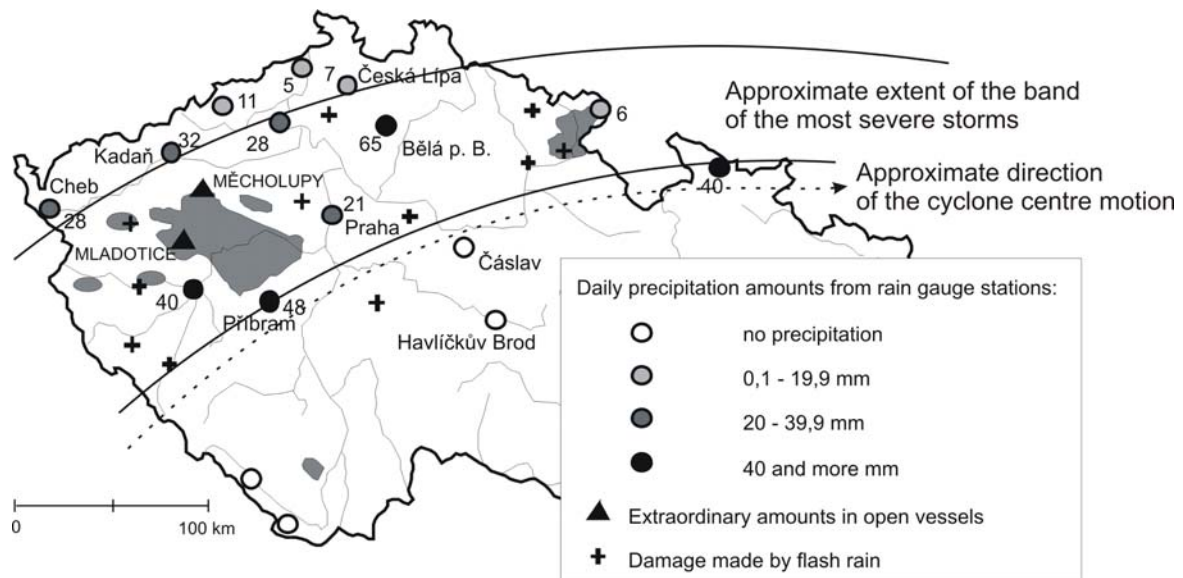 5
7
Česká Lípa
11
6
Approximate extent of the band
of the most severe storms
32
28
65
Bělá p. B.
Kadaň
Cheb
28
MĚCHOLUPY
21
Praha
40
Approximate direction
of the cyclone centre motion
MLADOTICE
Čáslav
40
48
Příbram
Havlíčkův Brod
0
100 km
Daily precipitation amounts from rain gauge stations:
no precipitation
0,1 - 19,9 mm
20 - 39,9 mm
40 and more mm
Extraordinary amounts in open vessels
Damage made by flash rain